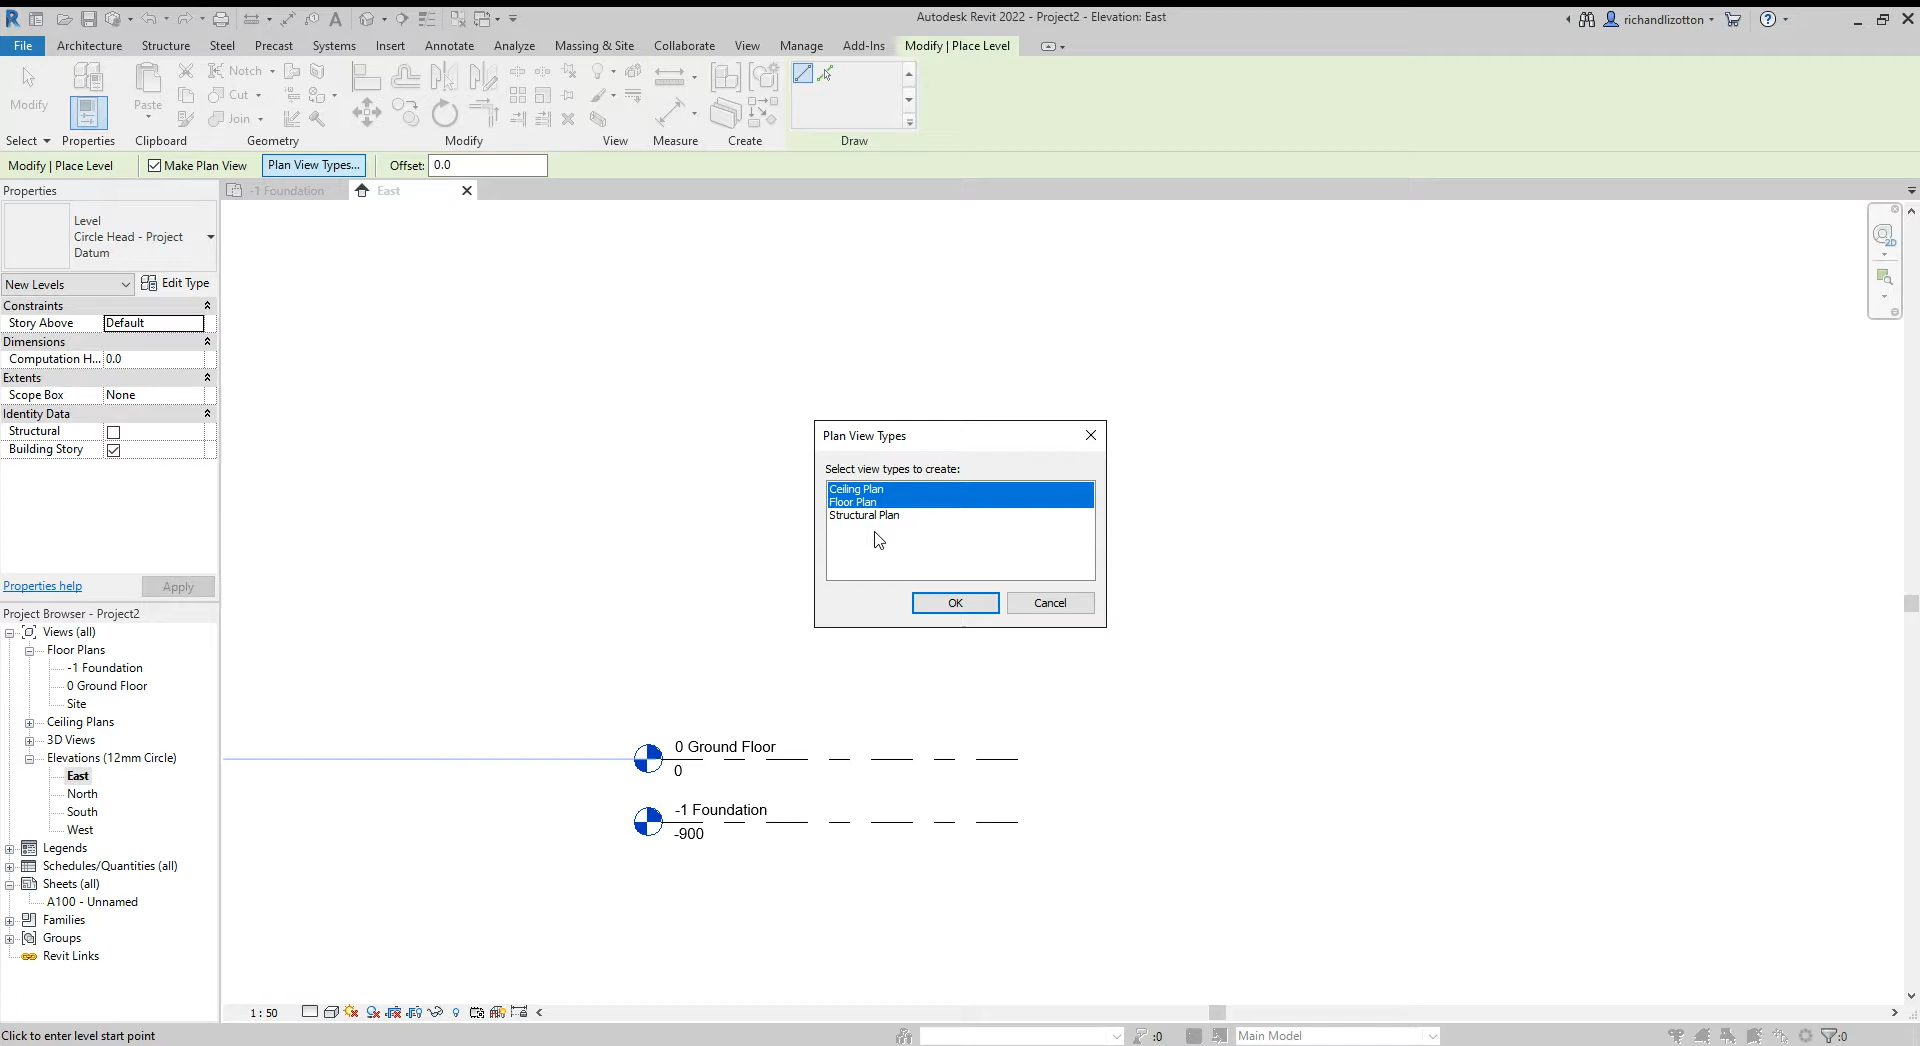 Autodesk Revit 2022 - Project2 - Elevation: East
richandlizotton
File Architecture Structure Steel Precast Systems Insert Annotate Analyze Massing & Site Collaborate View Manage Add-Ins Modify | Place Level
Modify
Paste
Notch
Cut
Join
Select Properties Clipboard Geometry Modify View Measure Create Draw
Modify | Place Level Make Plan View Plan View Types... Offset: 0.0
Properties
-1 Foundation East
Level
Circle Head - Project
Datum
New Levels Edit Type
Constraints
Story Above Default
Dimensions
Computation H... 0.0
Extents
Scope Box None
Identity Data
Structural
Building Story
Properties help Apply
Project Browser - Project2
Views (all)
Floor Plans
-1 Foundation
0 Ground Floor
Site
Ceiling Plans
3D Views
Elevations (12mm Circle)
East
North
South
West
Legends
Schedules/Quantities (all)
Sheets (all)
A100 - Unnamed
Families
Groups
Revit Links
2D
Plan View Types
Select view types to create:
Ceiling Plan
Floor Plan
Structural Plan
OK Cancel
0 Ground Floor
0
-1 Foundation
-900
1 : 50
Click to enter level start point
:0
Main Model
:0